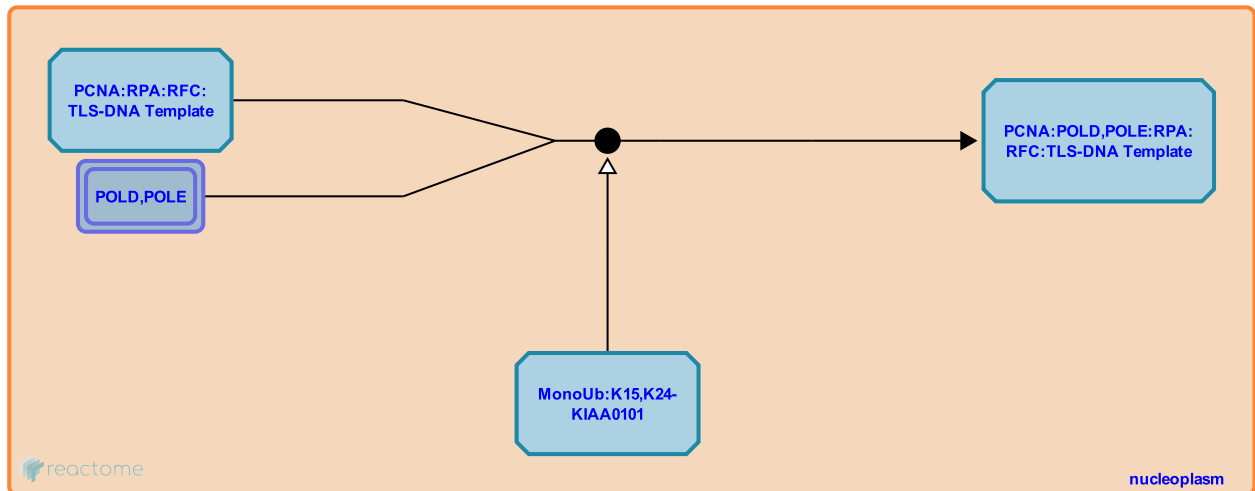 PCNA:RPA:RFC:
TLS-DNA Template
POLD,POLE
PCNA:POLD,POLE:RPA:
RFC:TLS-DNA Template
MonoUb:K15,K24-
KIAA0101
reactome
nucleoplasm